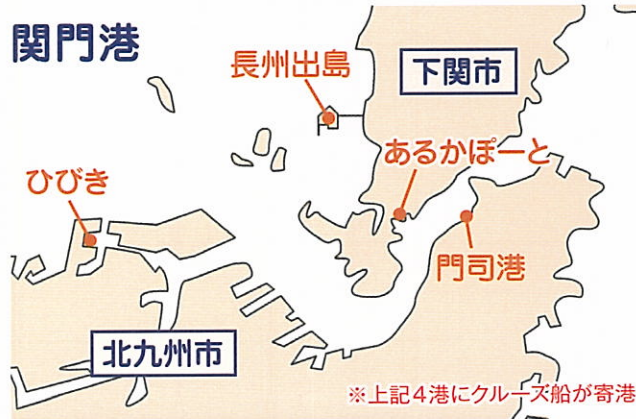 関門港
長州出島
下関市
あるかぽーと
ひびき
門司港
北九州市
※上記4港にクルーズ船が寄港